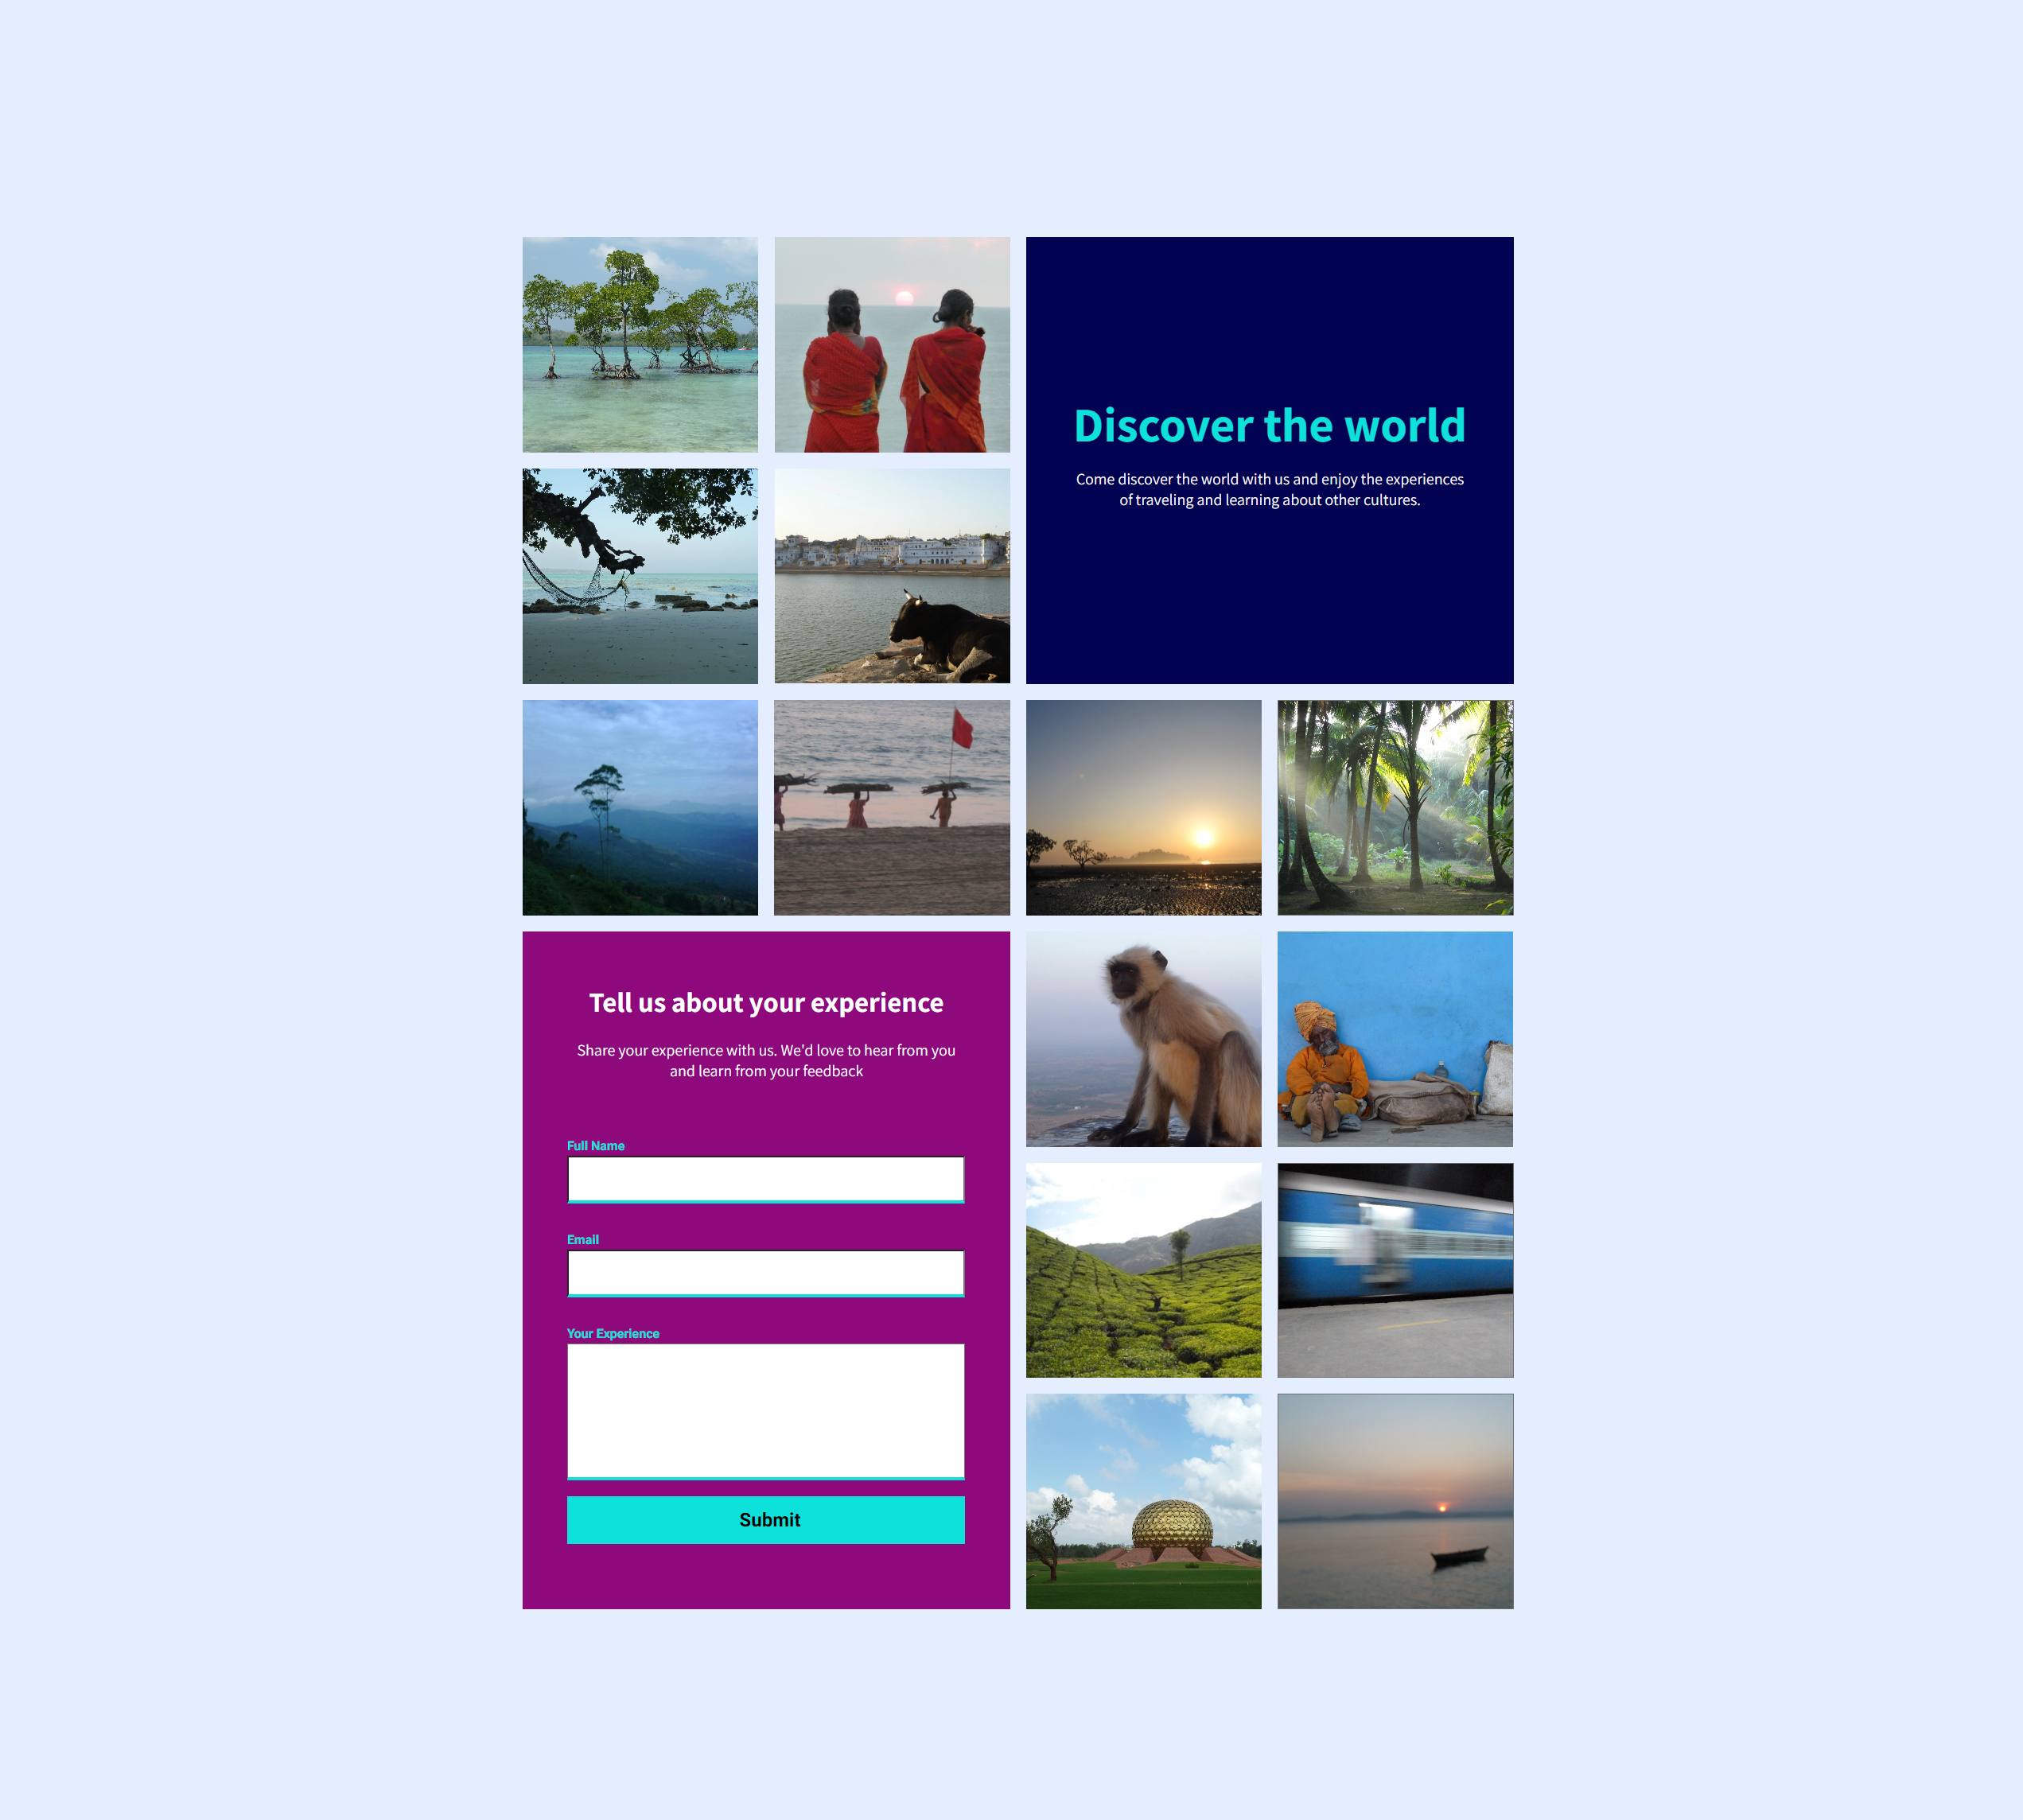 Discover the world
Come discover the world with us and enjoy the experiences
of traveling and learning about other cultures.
Tell us about your experience
Share your experience with us. We'd love to hear from you
and learn from your feedback
Full Name
Email
Your Experience
Submit